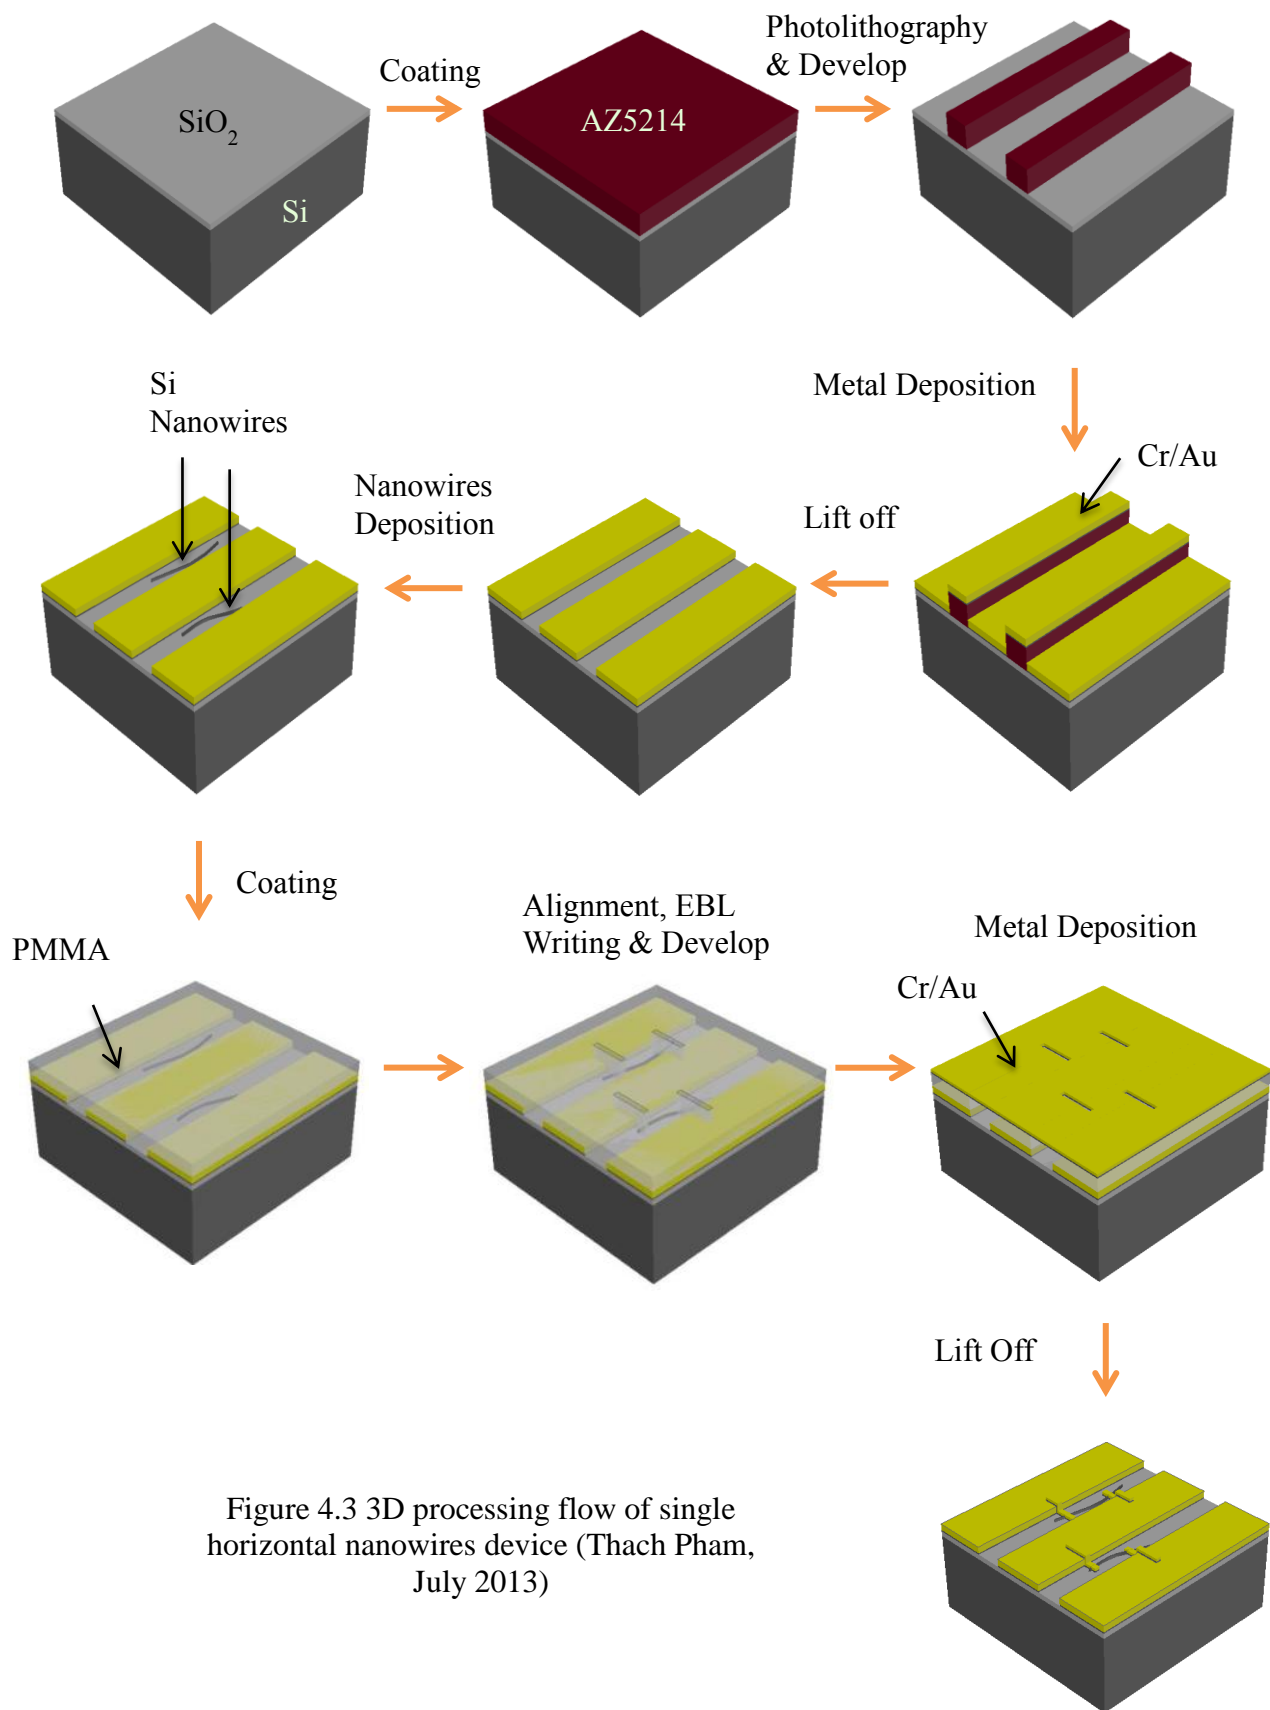 Photolithography
& Develop
Coating
SiO2
Si
AZ5214
Metal Deposition
Cr/Au
Lift off
Nanowires
Deposition
Si
Nanowires
Coating
PMMA
Alignment, EBL
Writing & Develop
Metal Deposition
Cr/Au
Lift Off
Figure 4.3 3D processing flow of single
horizontal nanowires device (Thach Pham,
July 2013)